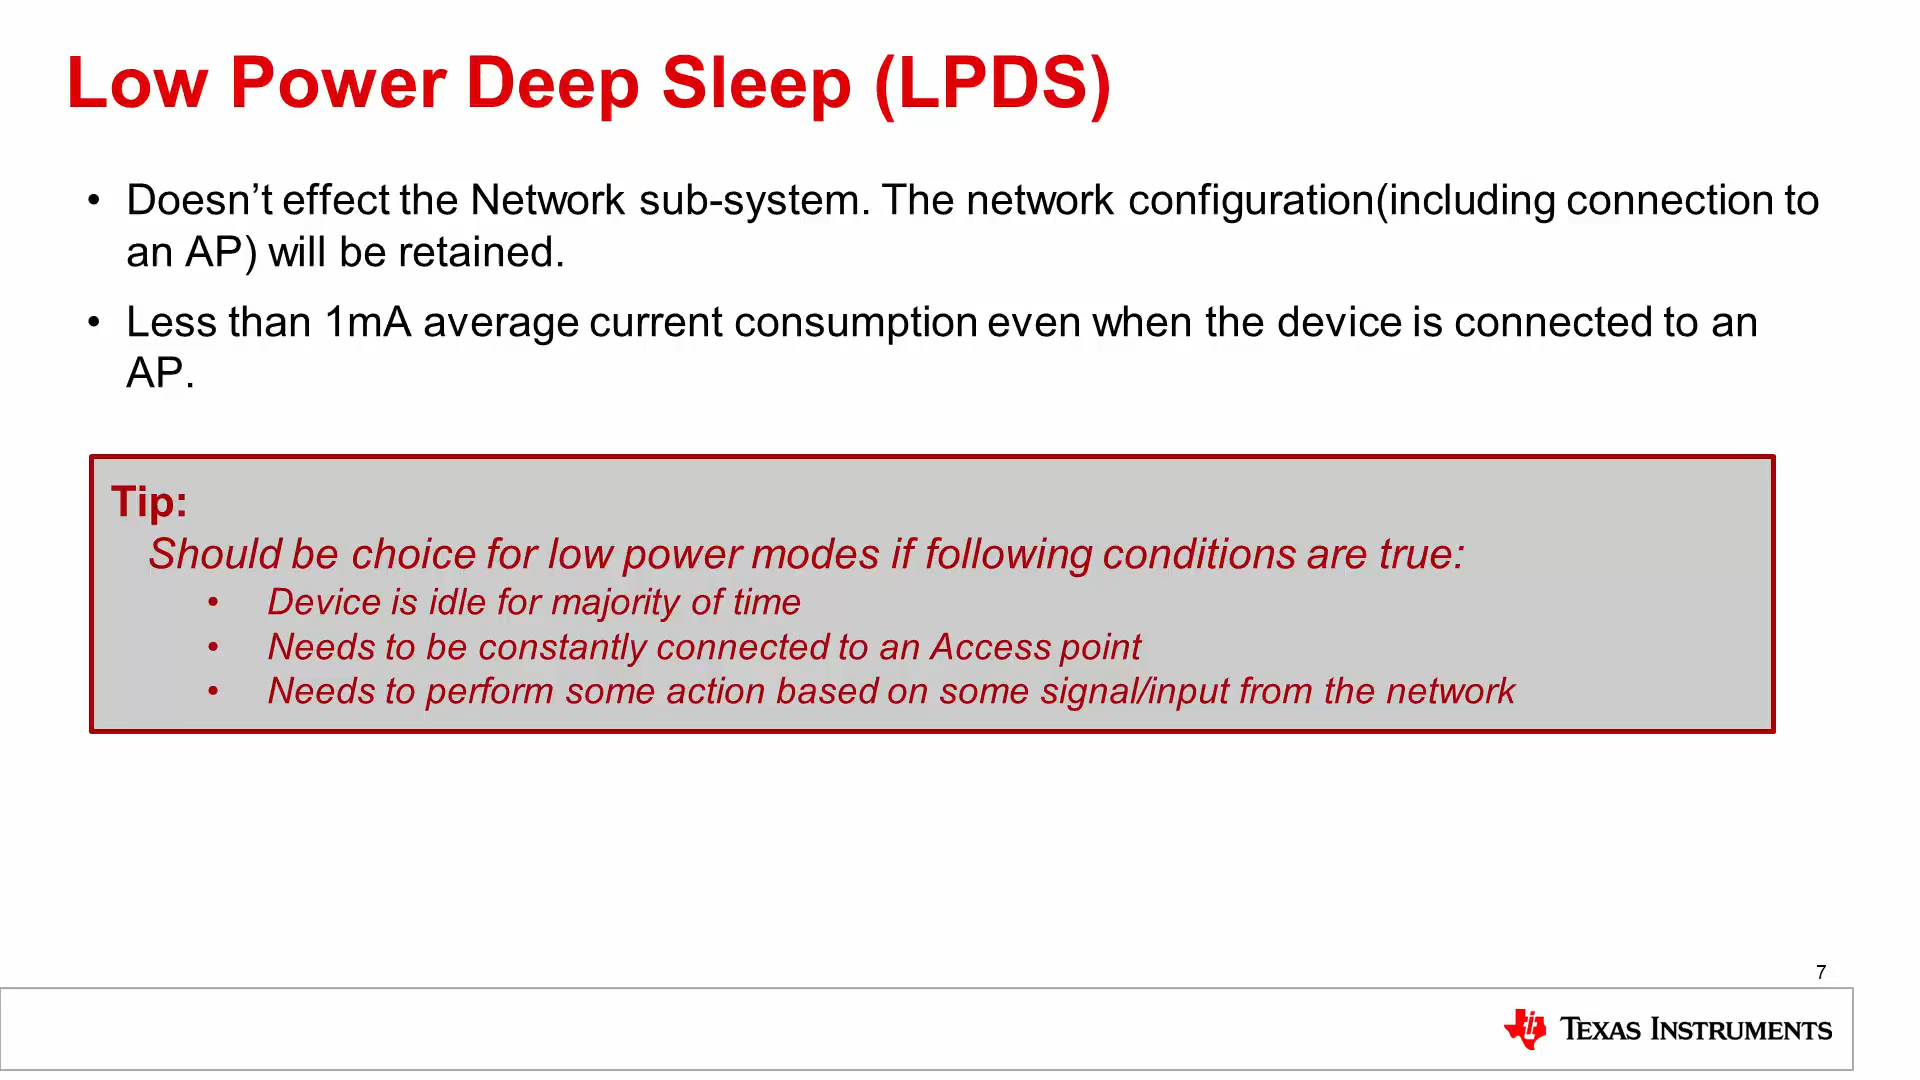 Low Power Deep Sleep (LPDS)
• Doesn’t effect the Network sub-system. The network configuration(including connection to
an AP) will be retained.
• Less than 1mA average current consumption even when the device is connected to an
AP.
Tip:
Should be choice for low power modes if following conditions are true:
• Device is idle for majority of time
• Needs to be constantly connected to an Access point
• Needs to perform some action based on some signal/input from the network
7
TEXAS INSTRUMENTS